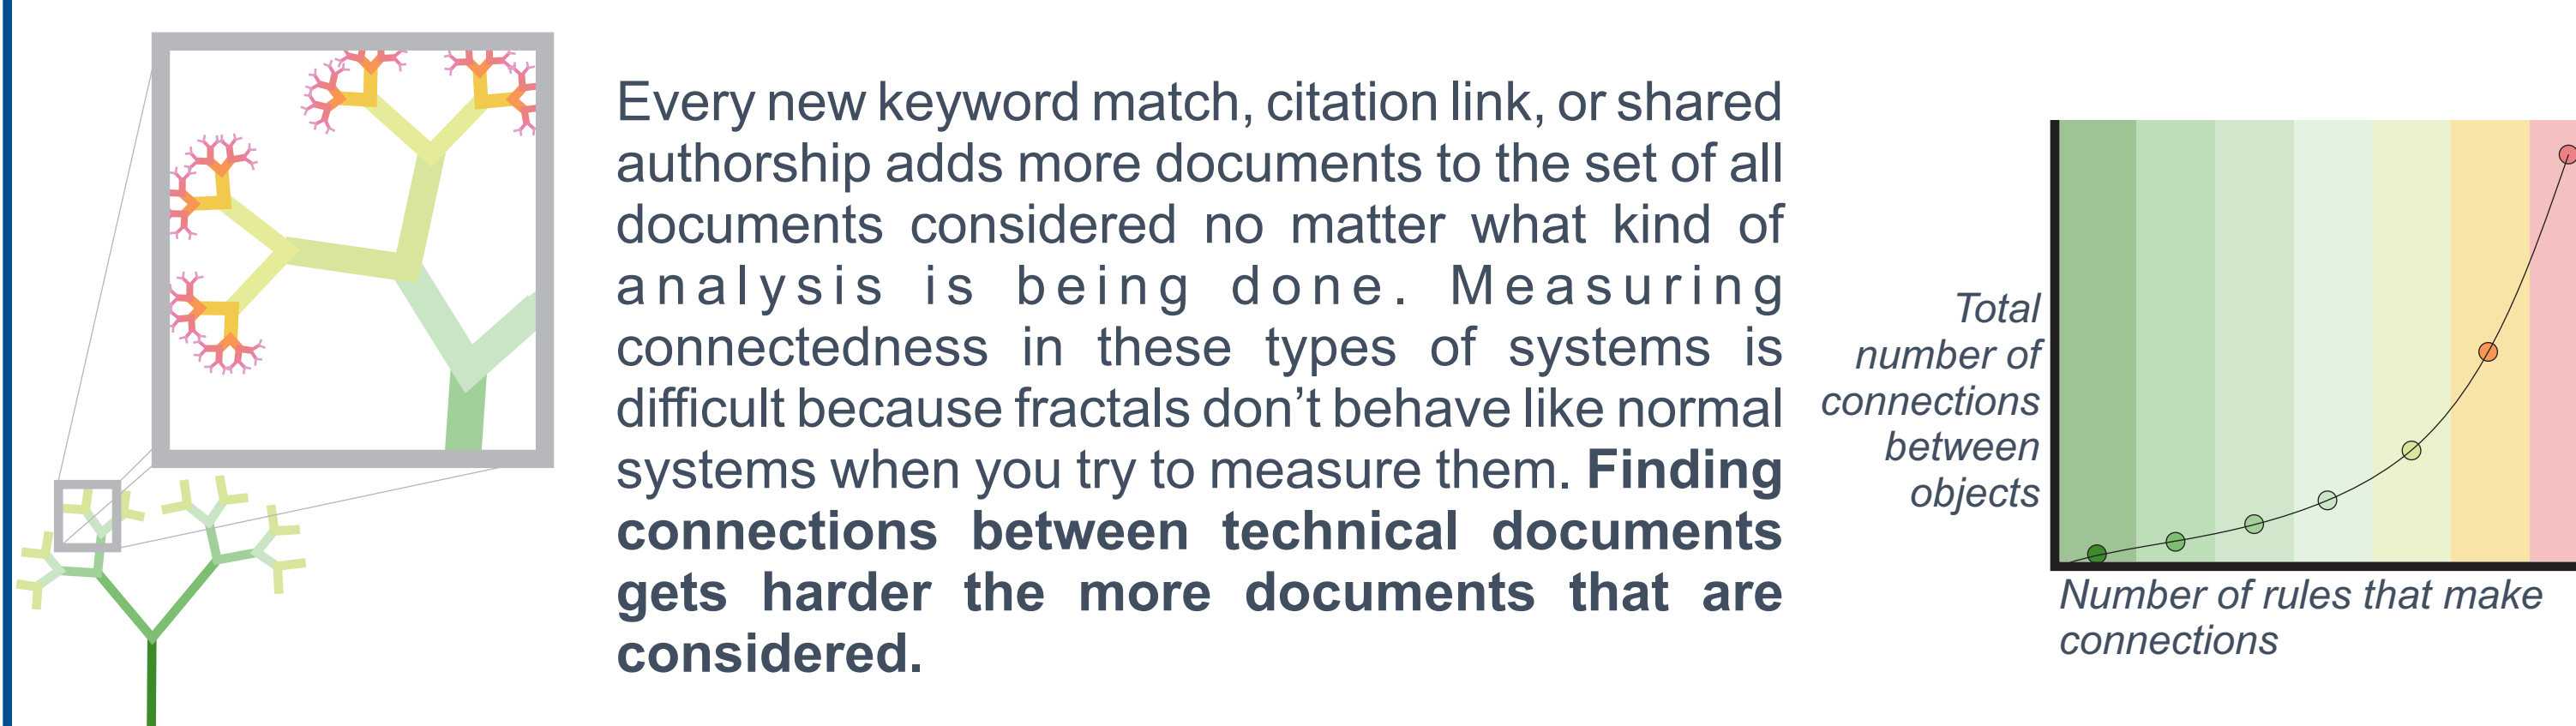 Every new keyword match, citation link, or shared
authorship adds more documents to the set of all
documents considered no matter what kind of
analysis is being done. Measuring
connectedness in these types of systems is
difficult because fractals don’t behave like normal
systems when you try to measure them. Finding
connections between technical documents
gets harder the more documents that are
considered.
Total
number of
connections
between
objects
Number of rules that make
connections